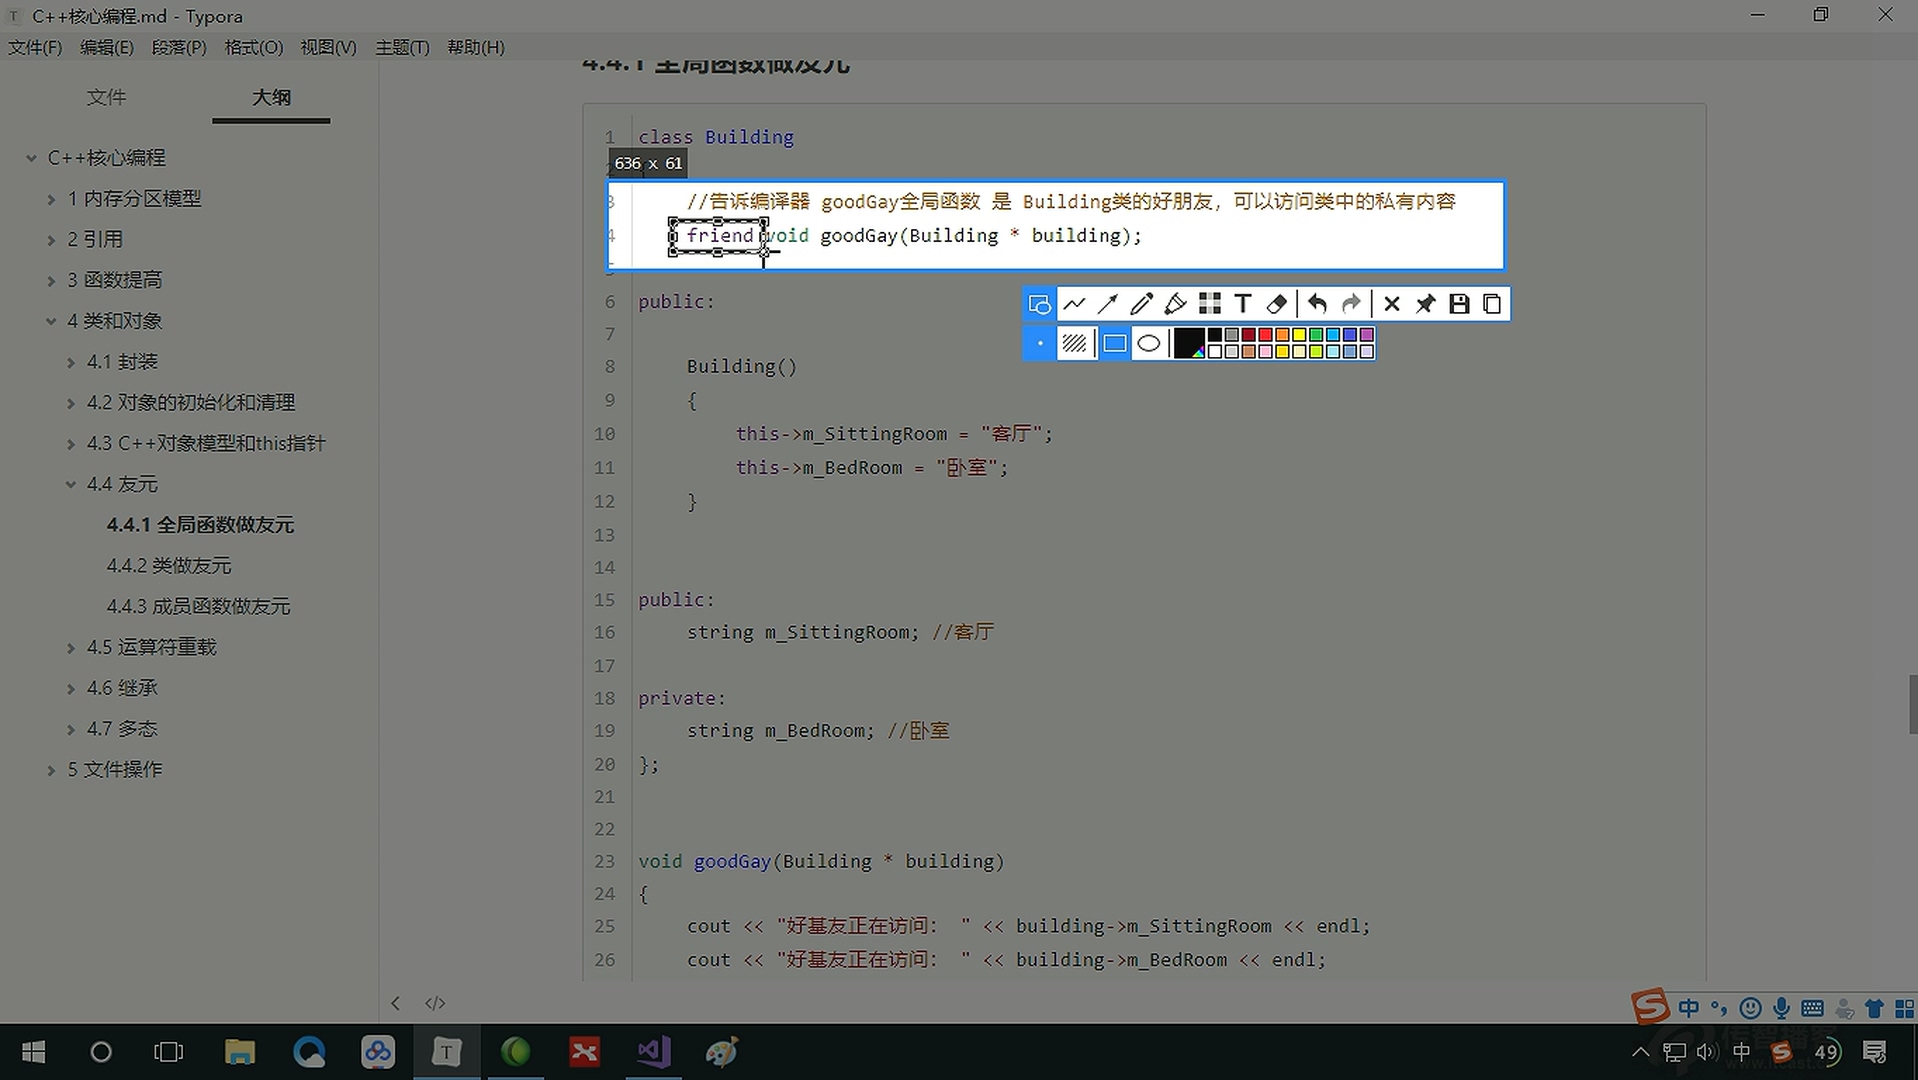 T C++核心编程.md - Typora
文件(F) 编辑(E) 段落(P) 格式(O) 视图(V) 主题(T) 帮助(H)
文件 大纲
C++核心编程
1 内存分区模型
2 引用
3 函数提高
4 类和对象
4.1 封装
4.2 对象的初始化和清理
4.3 C++对象模型和this指针
4.4 友元
4.4.1 全局函数做友元
4.4.2 类做友元
4.4.3 成员函数做友元
4.5 运算符重载
4.6 继承
4.7 多态
5 文件操作
4.4.1 全局函数做友元
1 class Building
636 x 61
3 //告诉编译器 goodGay全局函数 是 Building类的好朋友，可以访问类中的私有内容
4 friend void goodGay(Building * building);
6 public:
7
8 Building()
9 {
10 this->m_SittingRoom = "客厅";
11 this->m_BedRoom = "卧室";
12 }
13
14
15 public:
16 string m_SittingRoom; //客厅
17
18 private:
19 string m_BedRoom; //卧室
20 };
21
22
23 void goodGay(Building * building)
24 {
25 cout << "好基友正在访问： " << building->m_SittingRoom << endl;
26 cout << "好基友正在访问： " << building->m_BedRoom << endl;
中
中 49